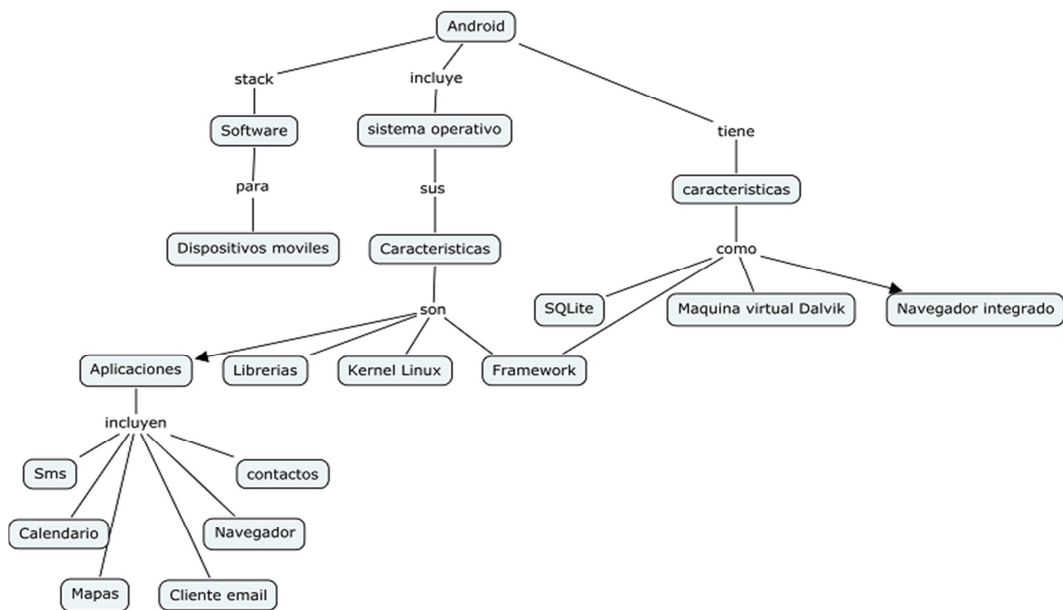 Android
stack
incluye
tiene
Software
sistema operativo
para
sus
caracteristicas
Dispositivos moviles
Caracteristicas
como
son
SQLite
Maquina virtual Dalvik
Navegador integrado
Aplicaciones
Librerias
Kernel Linux
Framework
incluyen
Sms
contactos
Calendario
Navegador
Mapas
Cliente email